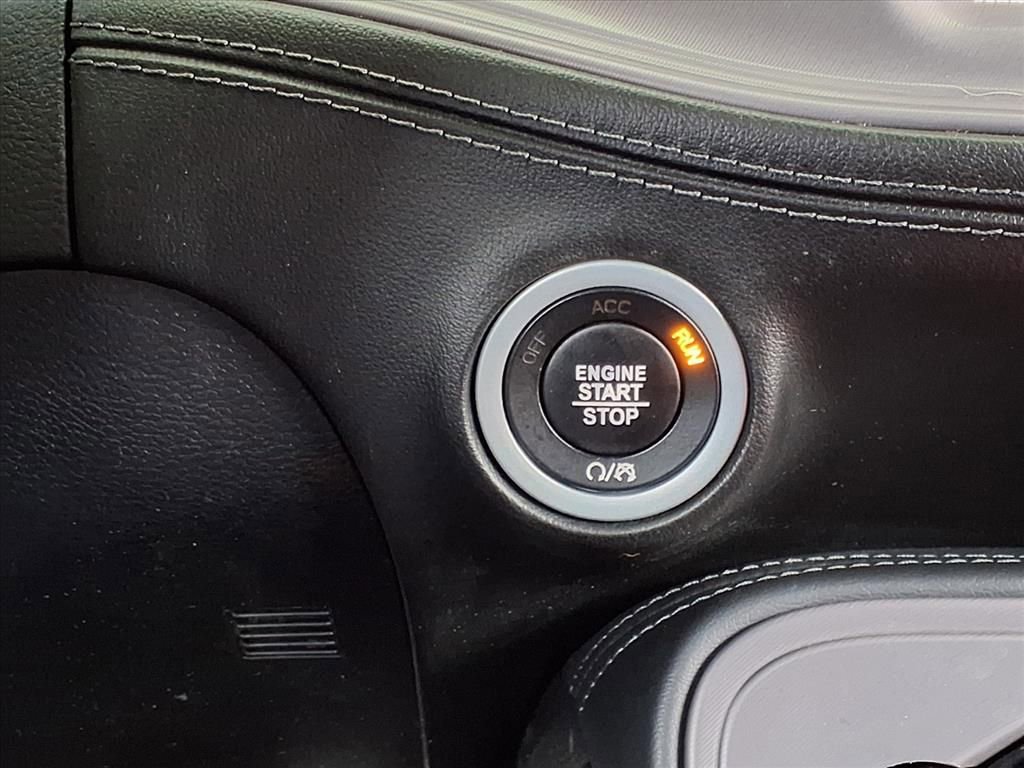 ACC
OFF
RUN
ENGINE
START
STOP